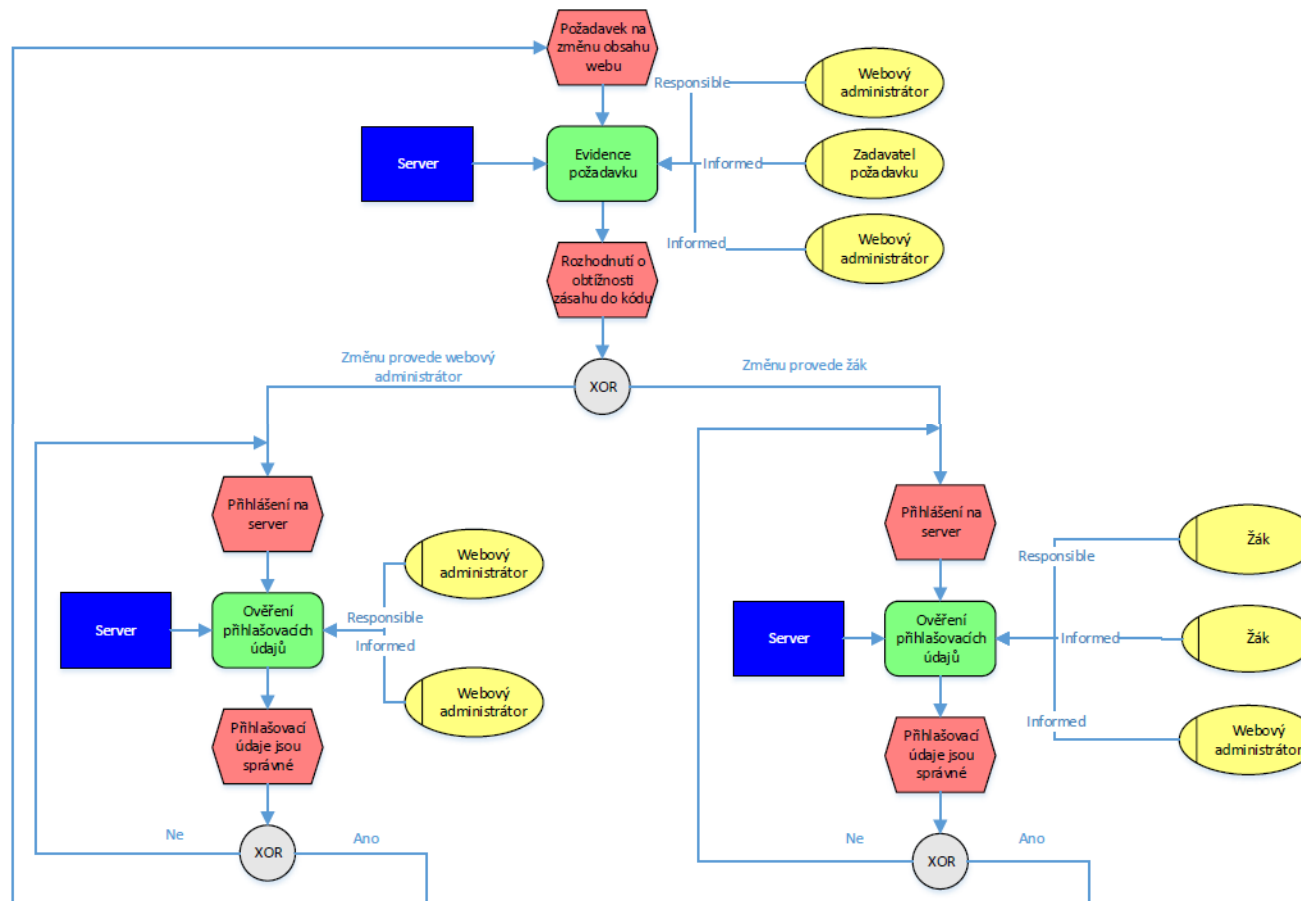 Požadavek na
změnu obsahu
webu
Responsible
Webový
administrátor
Server
Evidence
požadavku
Informed
Zadavatel
požadavku
Informed
Webový
administrátor
Rozhodnutí o
obtížnosti
zásahu do kódu
Změnu provede webový
administrátor
XOR
Změnu provede žák
Přihlášení na
server
Webový
administrátor
Server
Ověření
přihlašovacích
údajů
Responsible
Informed
Webový
administrátor
Přihlašovací
údaje jsou
správné
Ne
XOR
Ano
Přihlášení na
server
Responsible
Žák
Server
Ověření
přihlašovacích
údajů
Informed
Žák
Informed
Webový
administrátor
Přihlašovací
údaje jsou
správné
Ne
XOR
Ano